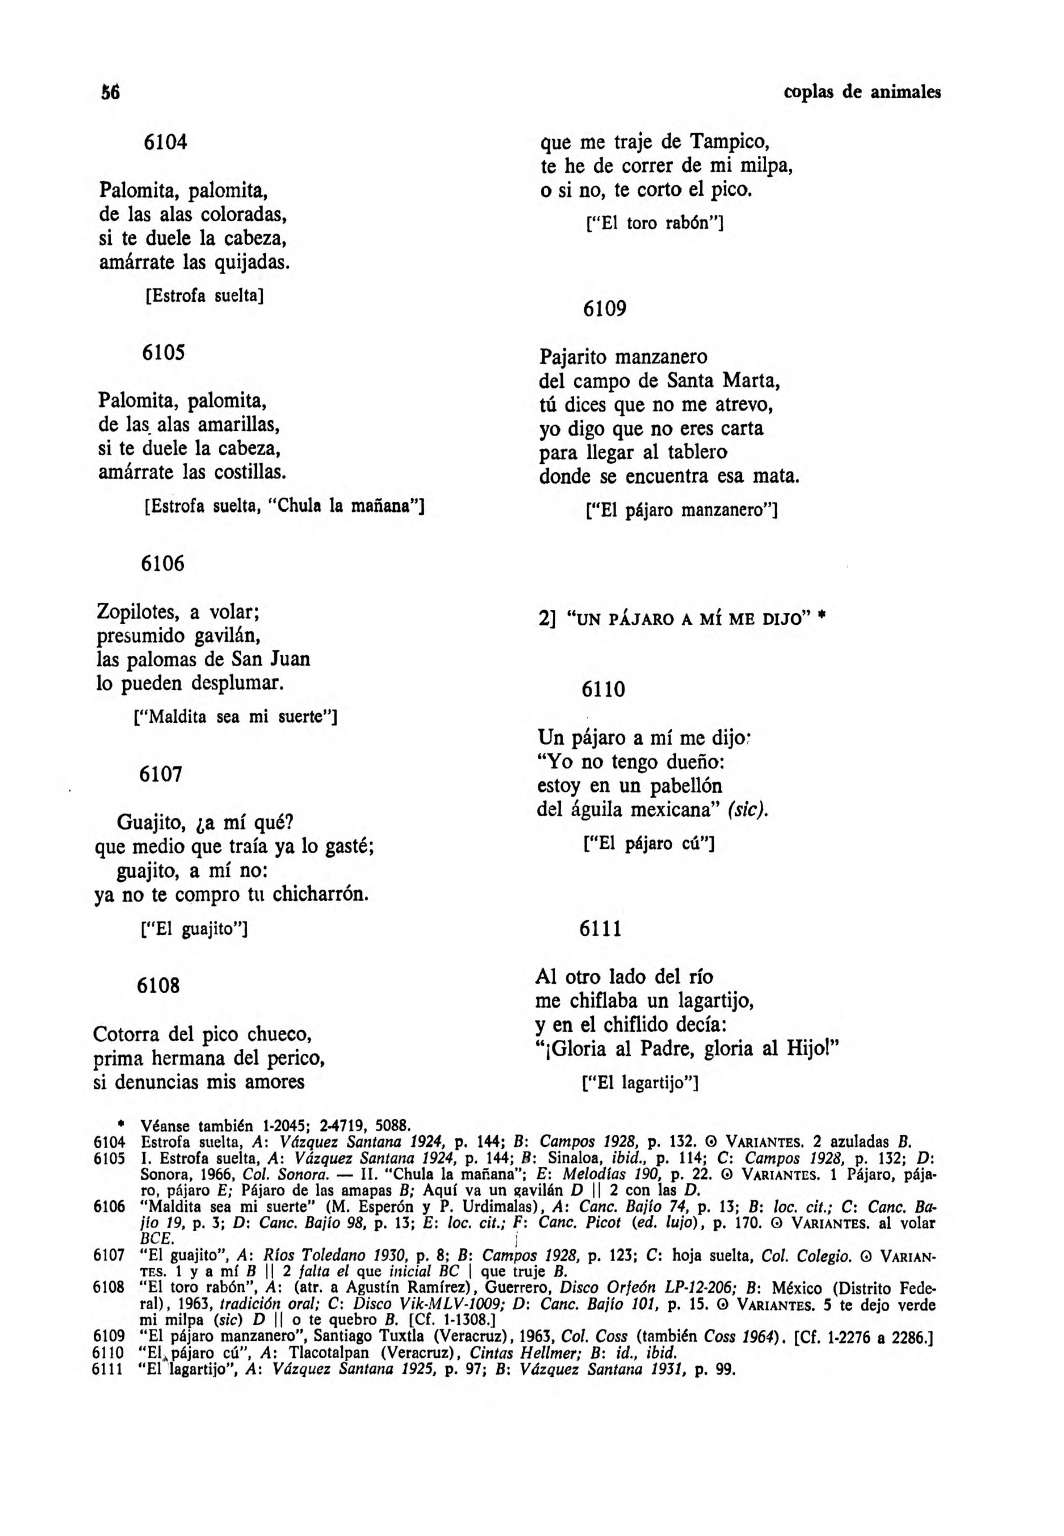 56
coplas de animales
6104
Palomita, palomita,
de las alas coloradas,
si te duele la cabeza,
amárrate las quijadas.
[Estrofa suelta]
6105
Palomita, palomita,
de las alas amarillas,
si te duele la cabeza,
amárrate las costillas.
[Estrofa suelta, “Chula la mañana”]
6106
Zopilotes, a volar;
presumido gavilán,
las palomas de San Juan
lo pueden desplumar.
[“Maldita sea mi suerte”]
6107
Guajito, ¿a mí qué?
que medio que traía ya lo gasté;
guajito, a mí no:
ya no te compro tu chicharrón.
[“El guajito”]
6108
Cotorra del pico chueco,
prima hermana del perico,
si denuncias mis amores
que me traje de Tampico,
te he de correr de mi milpa,
o si no, te corto el pico.
[“El toro rabón”]
6109
Pajarito manzanero
del campo de Santa Marta,
tú dices que no me atrevo,
yo digo que no eres carta
para llegar al tablero
donde se encuentra esa mata.
[“El pájaro manzanero”]
2] “UN PÁJARO A MÍ ME DIJO” *
6110
Un pájaro a mí me dijo:
“Yo no tengo dueño:
estoy en un pabellón
del águila mexicana” (sic).
[“El pájaro cú”]
6111
Al otro lado del río
me chiflaba un lagartijo,
y en el chiflido decía:
“¡Gloria al Padre, gloria al Hijo!”
[“El lagartijo”]
* Véanse también 1-2045; 2-4719, 5088.
6104 Estrofa suelta, A: Vázquez Santana 1924, p. 144; B: Campos 1928, p. 132. ⊙ VARIANTES. 2 azuladas B.
6105 I. Estrofa suelta, A: Vázquez Santana 1924, p. 144; B: Sinaloa, ibid., p. 114; C: Campos 1928, p. 132; D:
Sonora, 1966, Col. Sonora. — II. “Chula la mañana”; E: Melodías 190, p. 22. ⊙ VARIANTES. 1 Pájaro, pája-
ro, pájaro E; Pájaro de las amapas B; Aquí va un gavilán D || 2 con las D.
6106 “Maldita sea mi suerte” (M. Esperón y P. Urdimalas), A: Canc. Bajío 74, p. 13; B: loc. cit.; C: Canc. Ba-
jío 19, p. 3; D: Canc. Bajío 98, p. 13; E: loc. cit.; F: Canc. Picot (ed. lujo), p. 170. ⊙ VARIANTES. al volar
BCE.
6107 “El guajito”, A: Ríos Toledano 1930, p. 8; B: Campos 1928, p. 123; C: hoja suelta, Col. Colegio. ⊙ VARIAN-
TES. 1 y a mí B || 2 falta el que inicial BC | que truje B.
6108 “El toro rabón”, A: (atr. a Agustín Ramírez), Guerrero, Disco Orfeón LP-12-206; B: México (Distrito Fede-
ral), 1963, tradición oral; C: Disco Vik-MLV-1009; D: Canc. Bajío 101, p. 15. ⊙ VARIANTES. 5 te dejo verde
mi milpa (sic) D || o te quebro B. [Cf. 1-1308.]
6109 “El pájaro manzanero”, Santiago Tuxtla (Veracruz), 1963, Col. Coss (también Coss 1964). [Cf. 1-2276 a 2286.]
6110 “El pájaro cú”, A: Tlacotalpan (Veracruz), Cintas Hellmer; B: id., ibid.
6111 “El lagartijo”, A: Vázquez Santana 1925, p. 97; B: Vázquez Santana 1931, p. 99.